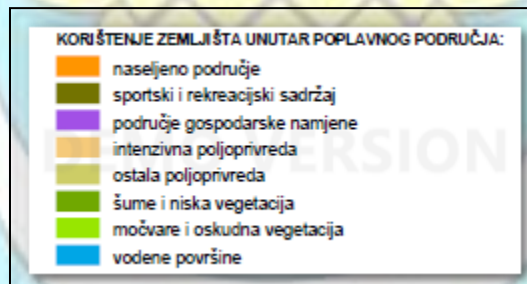 KORIŠTENJE ZEMLJIŠTA UNUTAR POPLAVNOG PODRUČJA:
naseljeno područje
sportski i rekreacijski sadržaj
područje gospodarske namjene
intenzivna poljoprivreda
ostala poljoprivreda
šume i niska vegetacija
močvare i oskudna vegetacija
vodene površine